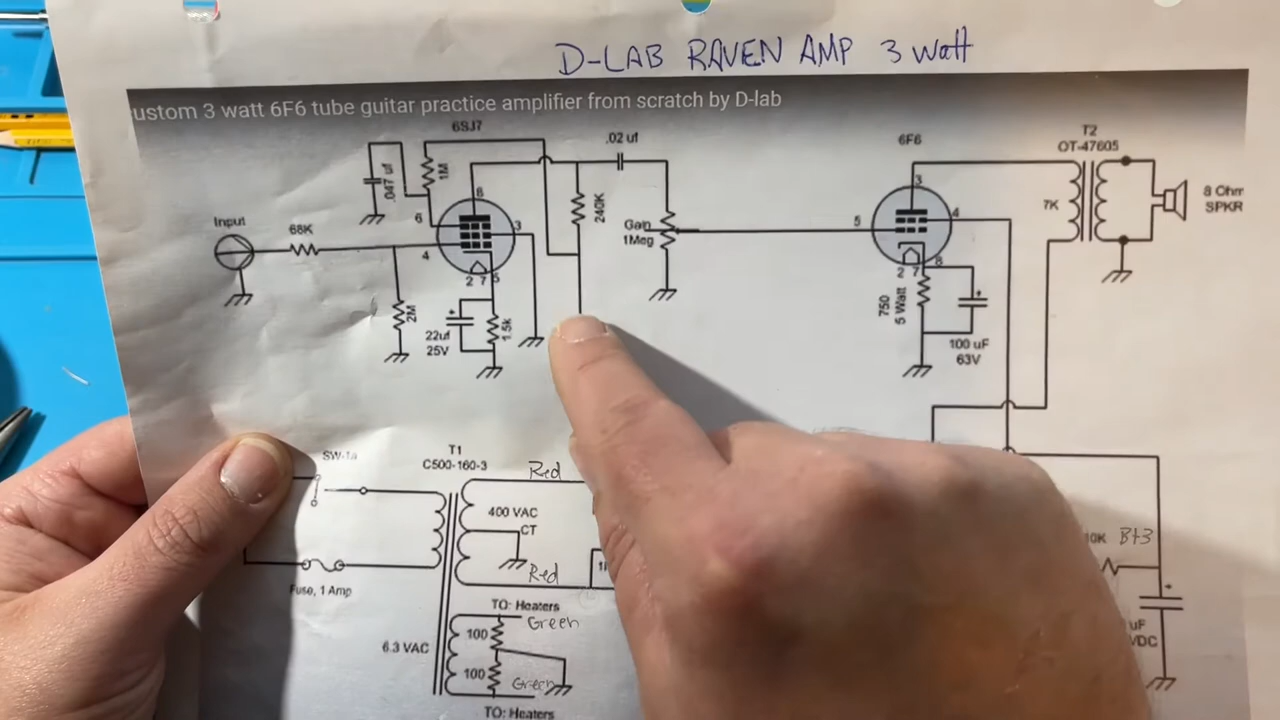 D-LAB RAVEN AMP 3 watt
ustom 3 watt 6F6 tube guitar practice amplifier from scratch by D-lab
6SJ7
.02 uf
6F6
T2
OT-47605
.047 uf
1M
8
3
6
240K
7K
8 Ohm
SPKR
Input
68K
Gain
1Meg
5
4
3
4
2 7 5
2 7 8
2M
22uf
25V
1.5k
750
5 Watt
100 uF
63V
SW-1a
T1
C500-160-3
Red
400 VAC
CT
10K B+3
Red
Fuse, 1 Amp
TO: Heaters
Green
100
6.3 VAC
uF
VDC
100
Green
TO: Heaters